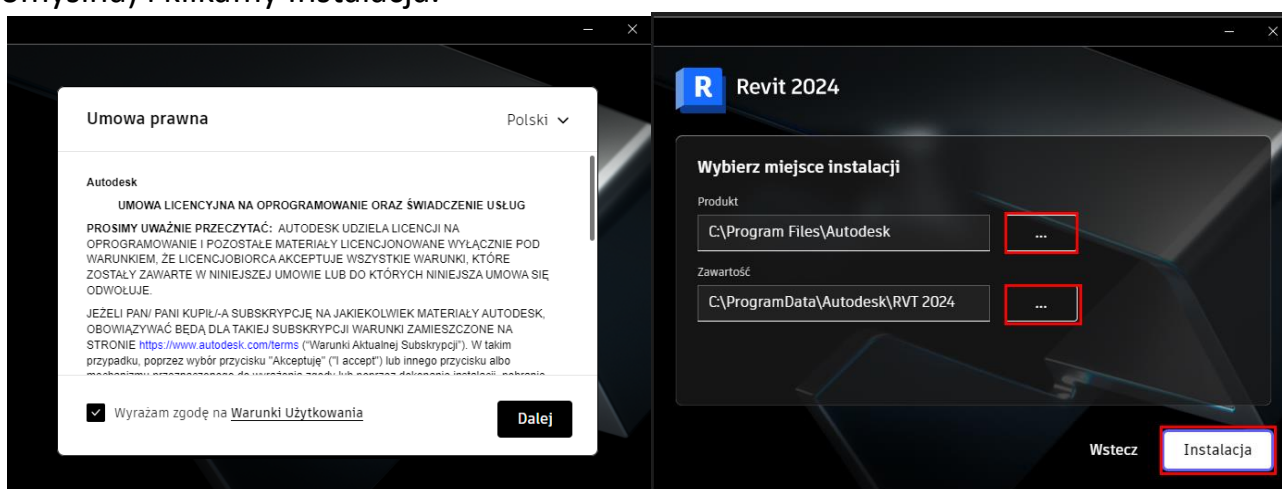 i klikamy Instalacja.
Umowa prawna
Polski
Autodesk
UMOWA LICENCYJNA NA OPROGRAMOWANIE ORAZ ŚWIADCZENIE USŁUG
PROSIMY UWAŻNIE PRZECZYTAĆ: AUTODESK UDZIELA LICENCJI NA
OPROGRAMOWANIE I POZOSTAŁE MATERIAŁY LICENCJONOWANE WYŁĄCZNIE POD
WARUNKIEM, ŻE LICENCJOBIORCA AKCEPTUJE WSZYSTKIE WARUNKI, KTÓRE
ZOSTAŁY ZAWARTE W NINIEJSZEJ UMOWIE LUB DO KTÓRYCH NINIEJSZA UMOWA SIĘ
ODWOŁUJE.
JEŻELI PAN/ PANI KUPIŁ/-A SUBSKRYPCJĘ NA JAKIEKOLWIEK MATERIAŁY AUTODESK,
OBOWIĄZYWAĆ BĘDĄ DLA TAKIEJ SUBSKRYPCJI WARUNKI ZAMIESZCZONE NA
STRONIE https://www.autodesk.com/terms ("Warunki Aktualnej Subskrypcji"). W takim
przypadku, poprzez wybór przycisku "Akceptuję" ("I accept") lub innego przycisku albo
Wyrażam zgodę na Warunki Użytkowania
Dalej
R
Revit 2024
Wybierz miejsce instalacji
Produkt
C:\Program Files\Autodesk
...
Zawartość
C:\ProgramData\Autodesk\RVT 2024
...
Wstecz
Instalacja